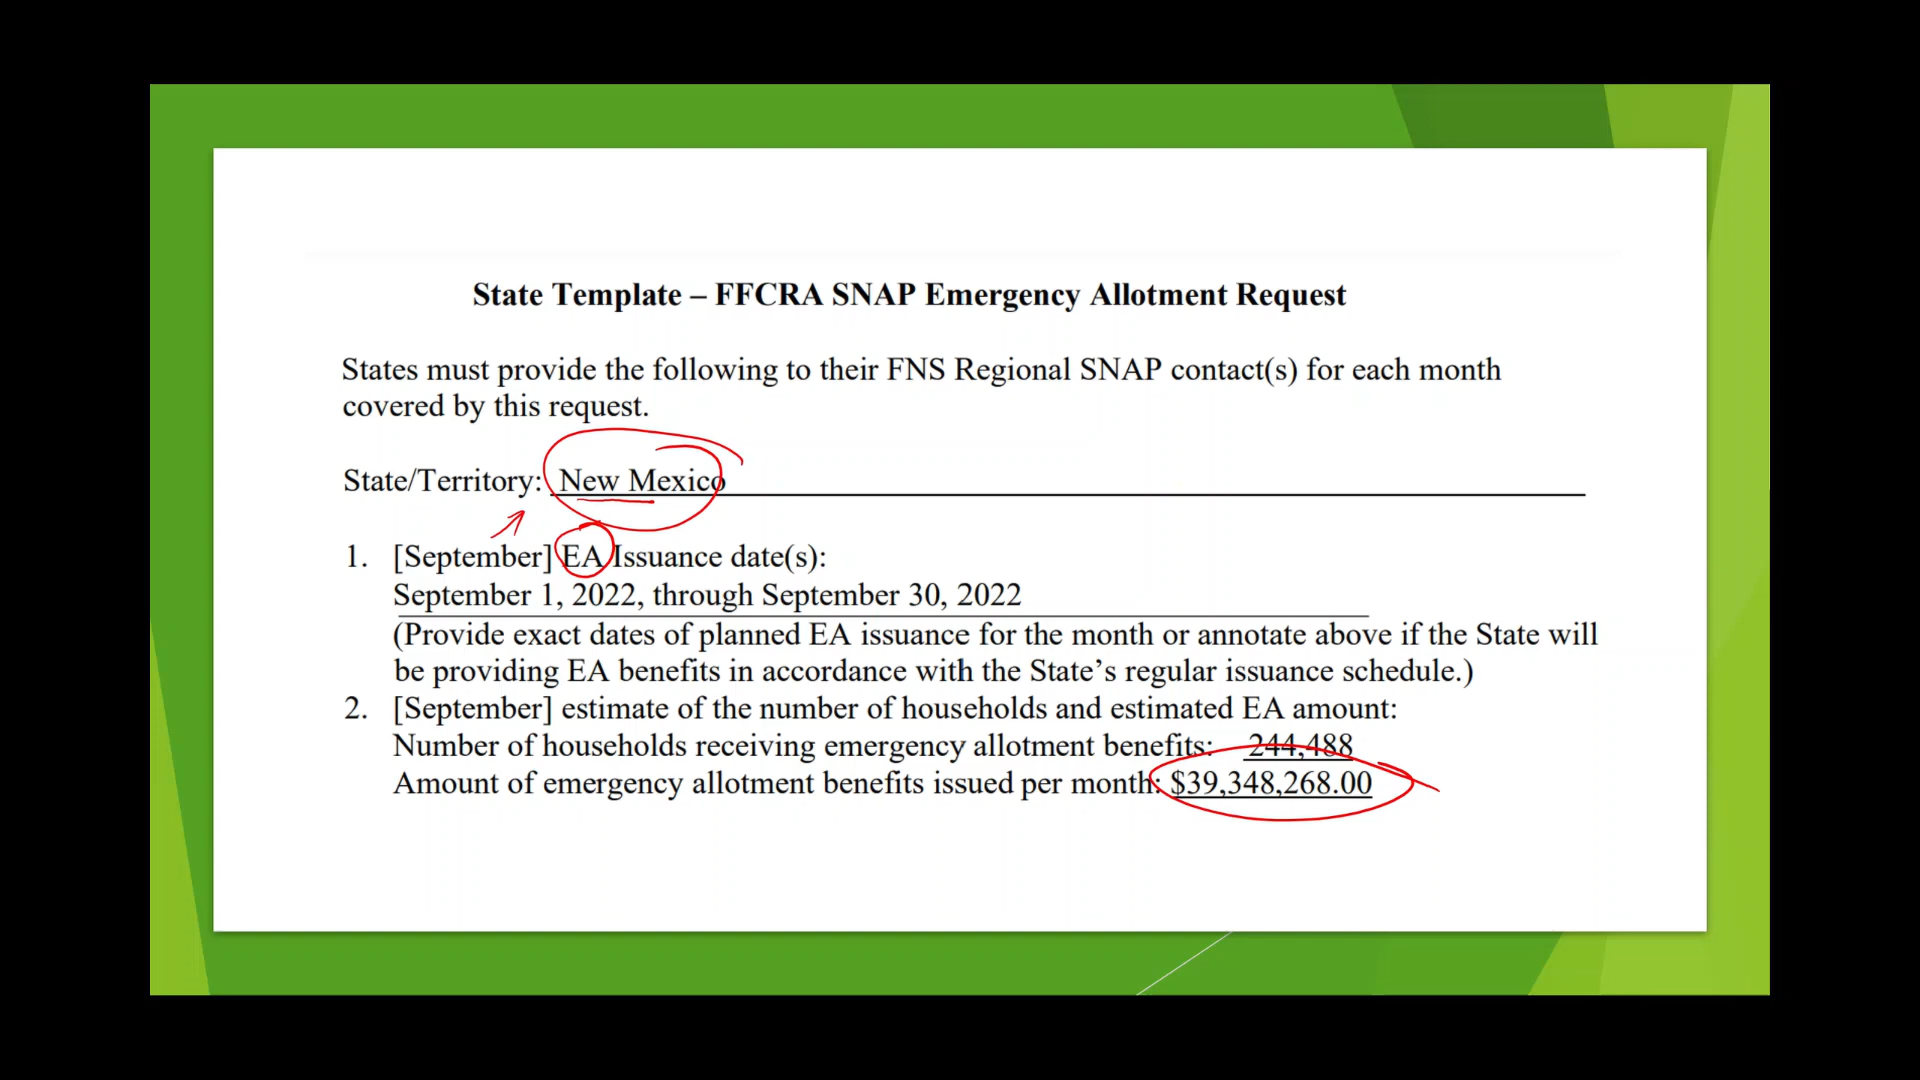 State Template – FFCRA SNAP Emergency Allotment Request
States must provide the following to their FNS Regional SNAP contact(s) for each month
covered by this request.
State/Territory: New Mexico
1. [September] EA Issuance date(s):
September 1, 2022, through September 30, 2022
(Provide exact dates of planned EA issuance for the month or annotate above if the State will
be providing EA benefits in accordance with the State’s regular issuance schedule.)
2. [September] estimate of the number of households and estimated EA amount:
Number of households receiving emergency allotment benefits: 244,488
Amount of emergency allotment benefits issued per month: $39,348,268.00